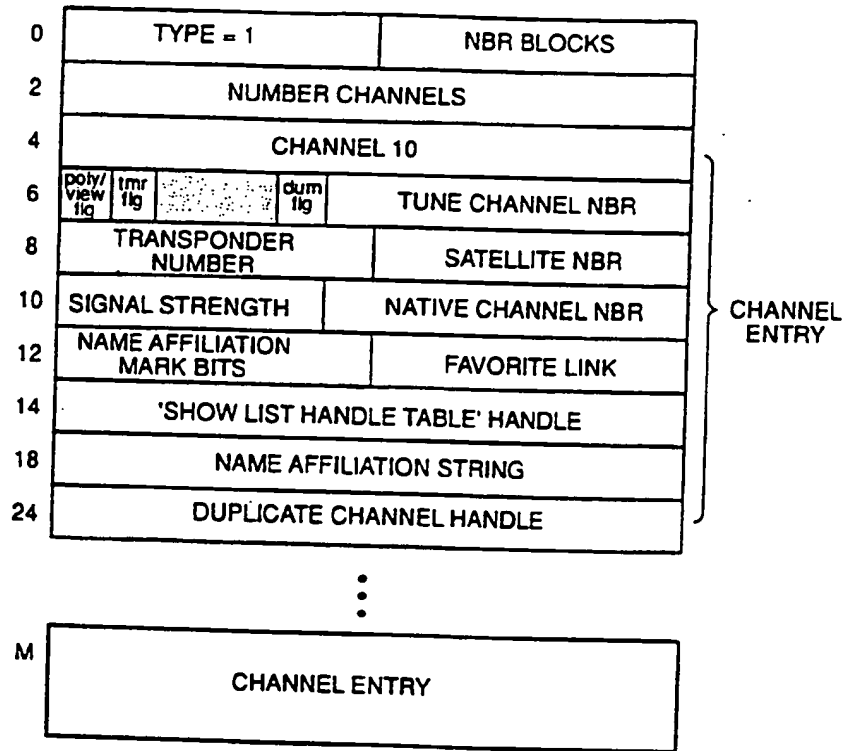 0 TYPE = 1 NBR BLOCKS
2 NUMBER CHANNELS
4 CHANNEL 10
6 poly/ view flg tmr flg dum flg TUNE CHANNEL NBR
8 TRANSPONDER NUMBER SATELLITE NBR
10 SIGNAL STRENGTH NATIVE CHANNEL NBR
CHANNEL ENTRY
12 NAME AFFILIATION MARK BITS FAVORITE LINK
14 'SHOW LIST HANDLE TABLE' HANDLE
18 NAME AFFILIATION STRING
24 DUPLICATE CHANNEL HANDLE
M CHANNEL ENTRY